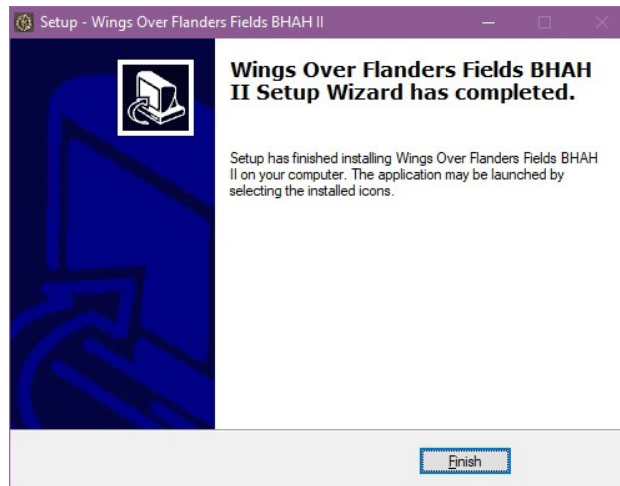 Setup - Wings Over Flanders Fields BHAH II
Wings Over Flanders Fields BHAH
II Setup Wizard has completed.
Setup has finished installing Wings Over Flanders Fields BHAH
II on your computer. The application may be launched by
selecting the installed icons.
Finish